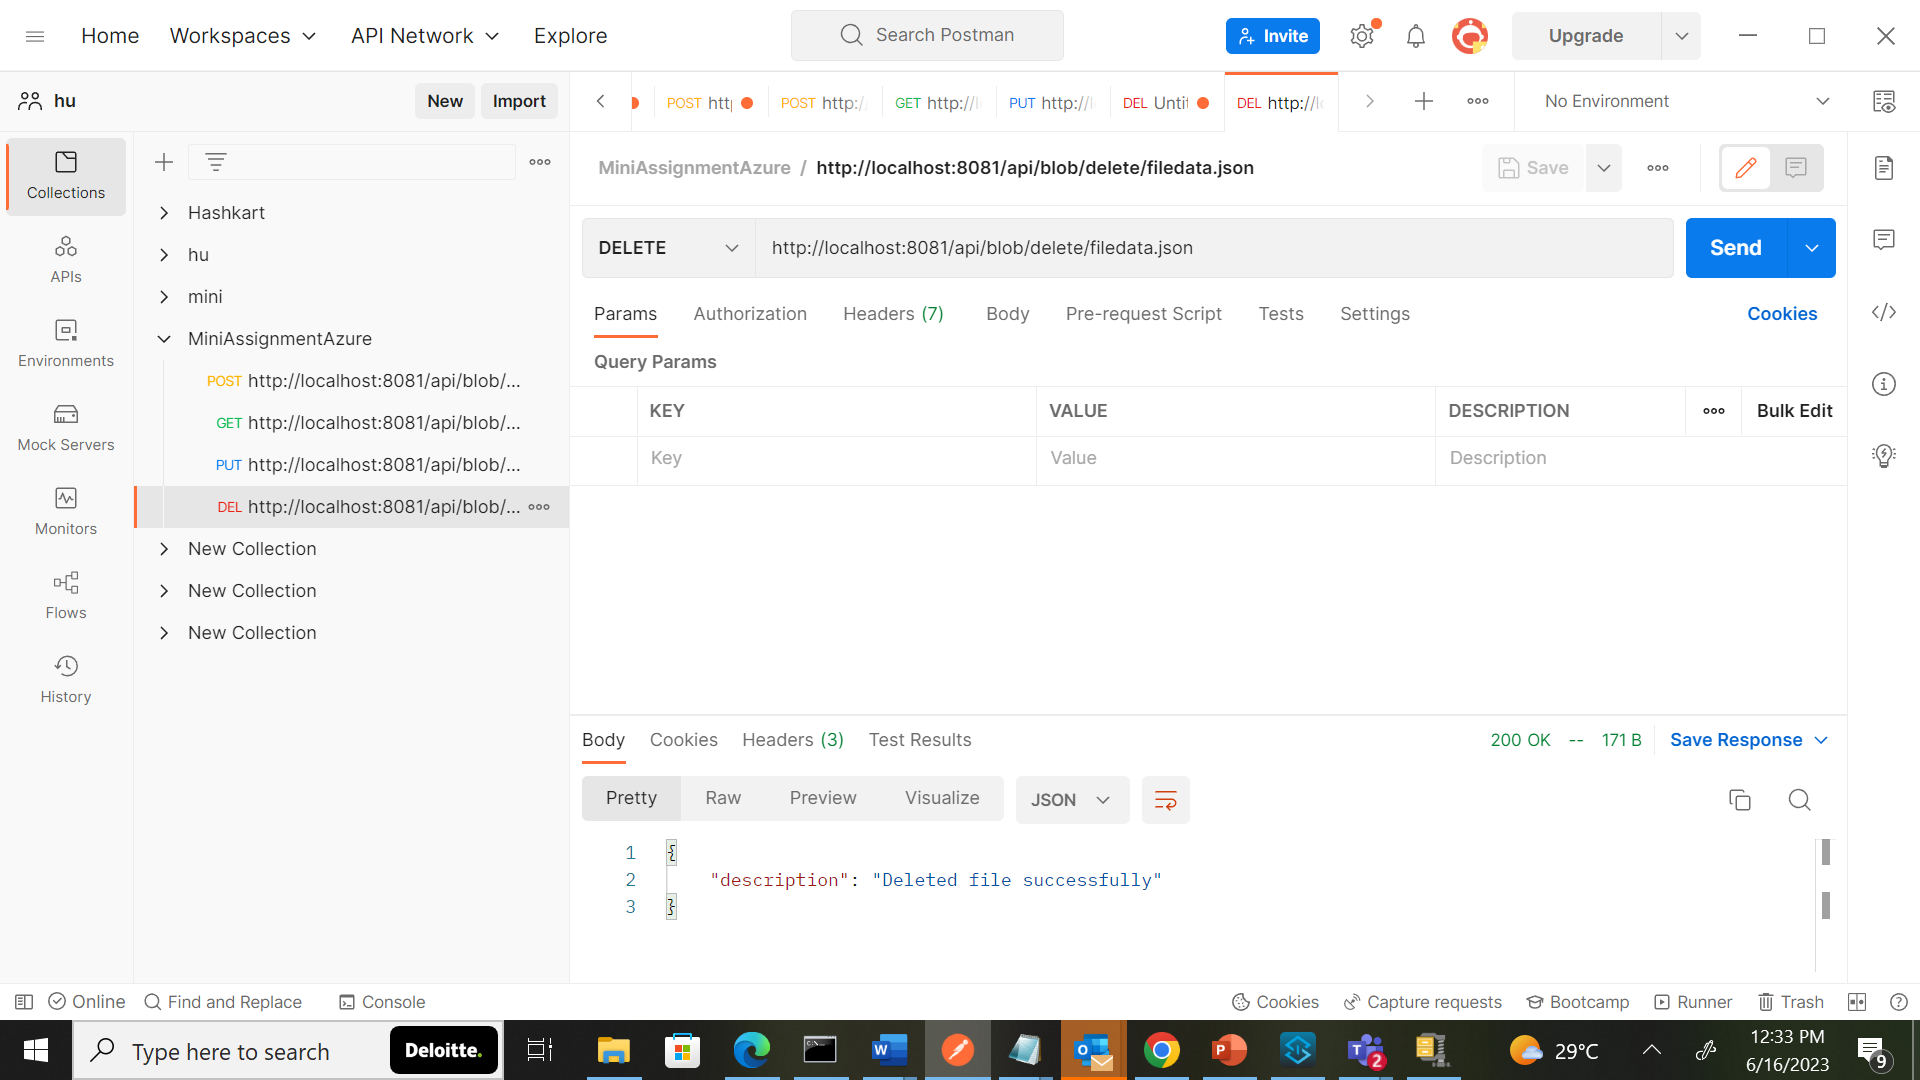 Home
Workspaces
API Network
Explore
Search Postman
Invite
Upgrade
hu
New
Import
POST
POST http:/
GET http://l
PUT http://l
DEL Untit
DEL http://l
No Environment
Collections
APIs
Environments
Mock Servers
Monitors
Flows
History
Hashkart
hu
mini
MiniAssignmentAzure
POST http://localhost:8081/api/blob/...
GET http://localhost:8081/api/blob/...
PUT http://localhost:8081/api/blob/...
DEL http://localhost:8081/api/blob/...
New Collection
New Collection
New Collection
MiniAssignmentAzure / http://localhost:8081/api/blob/delete/filedata.json
Save
DELETE
http://localhost:8081/api/blob/delete/filedata.json
Send
Params
Authorization
Headers (7)
Body
Pre-request Script
Tests
Settings
Cookies
Query Params
KEY
VALUE
DESCRIPTION
Bulk Edit
Key
Value
Description
Body
Cookies
Headers (3)
Test Results
200 OK -- 171 B
Save Response
Pretty
Raw
Preview
Visualize
JSON
1 {
2 "description": "Deleted file successfully"
3 }
Online
Find and Replace
Console
Cookies
Capture requests
Bootcamp
Runner
Trash
Type here to search
Deloitte.
2
29°C
12:33 PM
6/16/2023
9